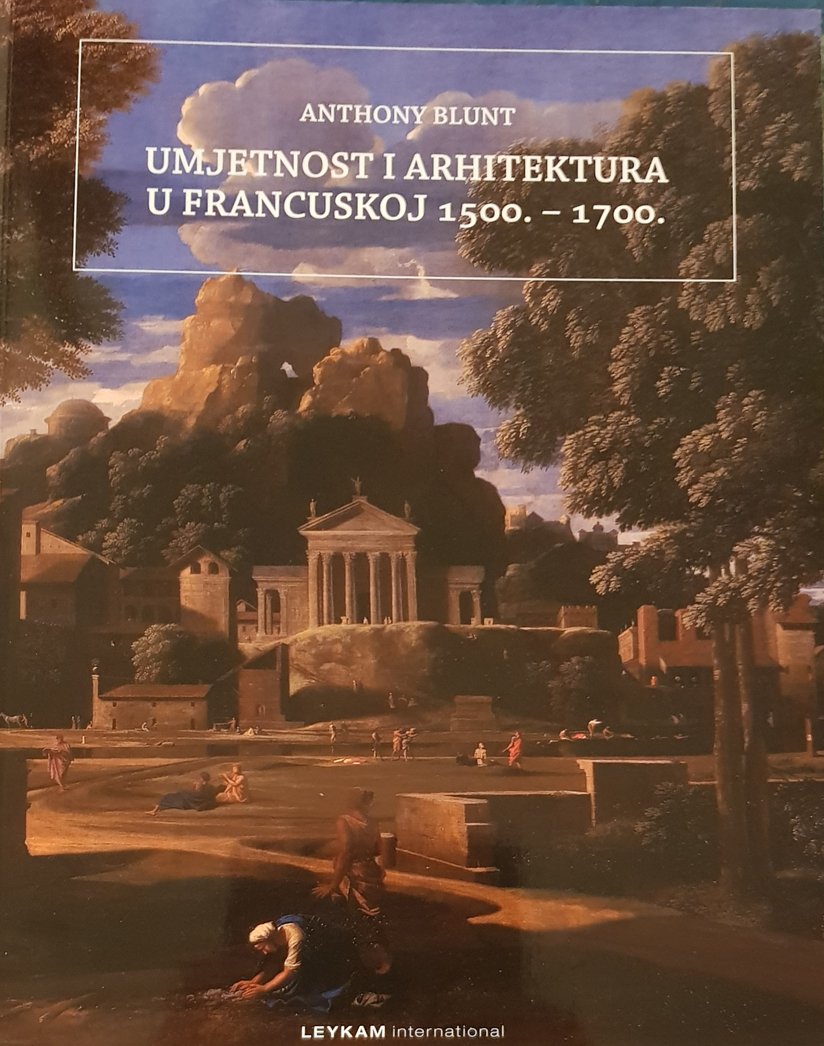 ANTHONY BLUNT
UMJETNOST I ARHITEKTURA
U FRANCUSKOJ 1500. – 1700.
LEYKAM international